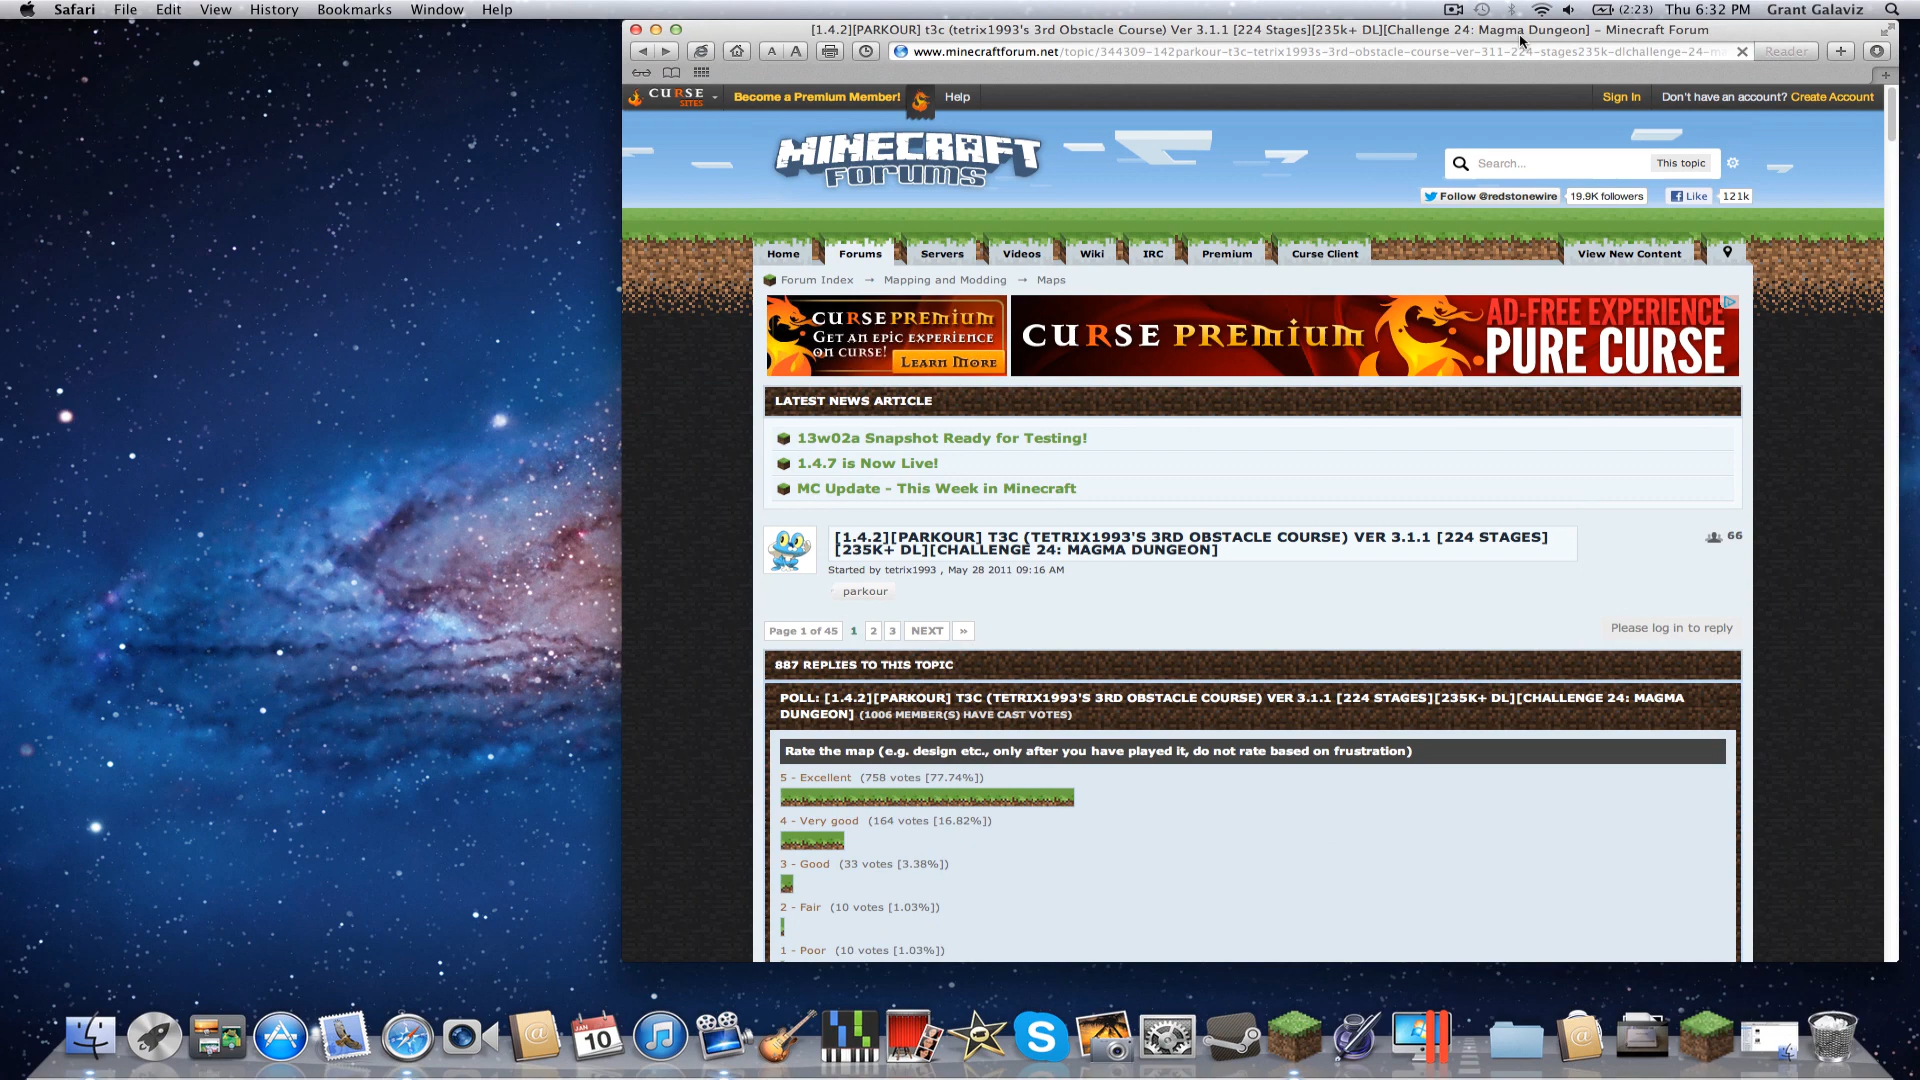 Safari File Edit View History Bookmarks Window Help (2:23) Thu 6:32 PM Grant Galaviz
[1.4.2][PARKOUR] t3c (tetrix1993's 3rd Obstacle Course) Ver 3.1.1 [224 Stages][235k+ DL][Challenge 24: Magma Dungeon] – Minecraft Forum
A A www.minecraftforum.net/topic/344309-142parkour-t3c-tetrix1993s-3rd-obstacle-course-ver-311-224-stages235k-dlchallenge-24-m Reader
CURSE SITES Become a Premium Member! Help Sign In Don't have an account? Create Account
MINECRAFT
FORUMS
Search... This topic
Follow @redstonewire 19.9K followers Like 121k
Home Forums Servers Videos Wiki IRC Premium Curse Client View New Content
Forum Index → Mapping and Modding → Maps
CURSE PREMIUM
GET AN EPIC EXPERIENCE
ON CURSE! LEARN MORE
CURSE PREMIUM
AD-FREE EXPERIENCE
PURE CURSE
LATEST NEWS ARTICLE
13w02a Snapshot Ready for Testing!
1.4.7 is Now Live!
MC Update - This Week in Minecraft
[1.4.2][PARKOUR] T3C (TETRIX1993'S 3RD OBSTACLE COURSE) VER 3.1.1 [224 STAGES]
[235K+ DL][CHALLENGE 24: MAGMA DUNGEON]
66
Started by tetrix1993 , May 28 2011 09:16 AM
parkour
Page 1 of 45 1 2 3 NEXT »
Please log in to reply
887 REPLIES TO THIS TOPIC
POLL: [1.4.2][PARKOUR] T3C (TETRIX1993'S 3RD OBSTACLE COURSE) VER 3.1.1 [224 STAGES][235K+ DL][CHALLENGE 24: MAGMA
DUNGEON] (1006 MEMBER(S) HAVE CAST VOTES)
Rate the map (e.g. design etc., only after you have played it, do not rate based on frustration)
5 - Excellent (758 votes [77.74%])
4 - Very good (164 votes [16.82%])
3 - Good (33 votes [3.38%])
2 - Fair (10 votes [1.03%])
1 - Poor (10 votes [1.03%])
JAN
10